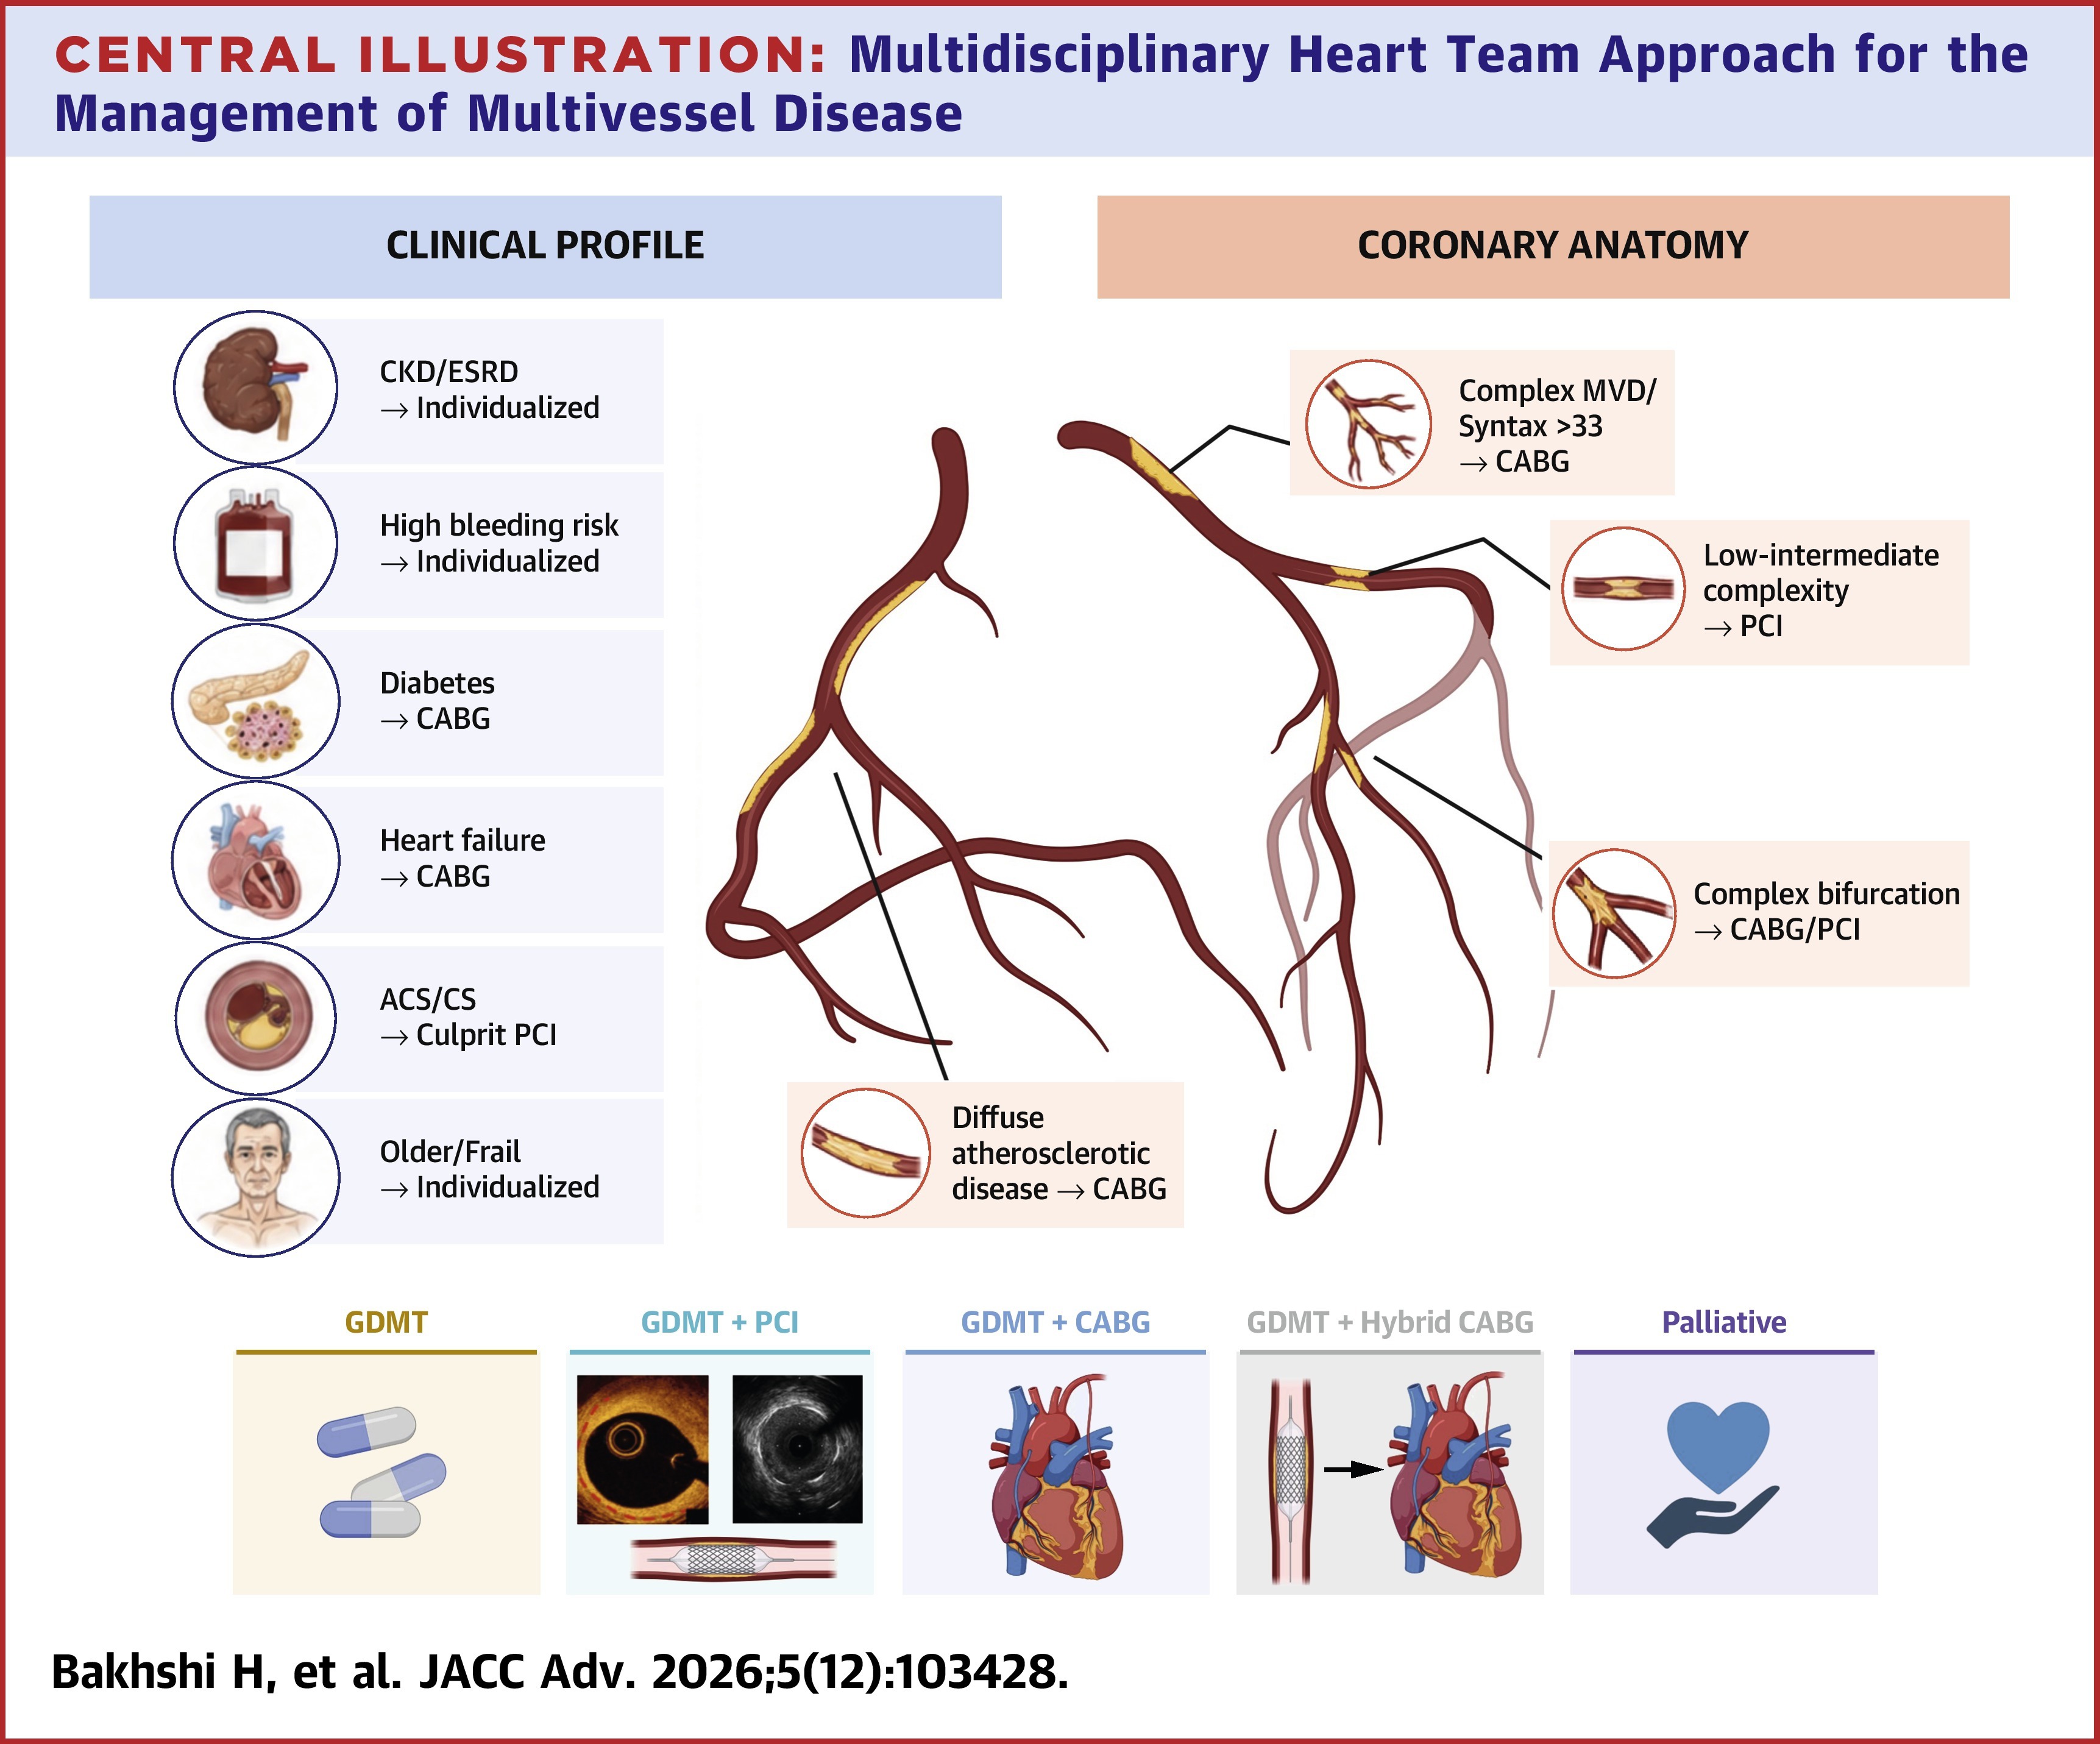 CENTRAL ILLUSTRATION: Multidisciplinary Heart Team Approach for the
Management of Multivessel Disease
CLINICAL PROFILE
CKD/ESRD
→ Individualized
High bleeding risk
→ Individualized
Diabetes
→ CABG
Heart failure
→ CABG
ACS/CS
→ Culprit PCI
Older/Frail
→ Individualized
CORONARY ANATOMY
Complex MVD/
Syntax >33
→ CABG
Low-intermediate
complexity
→ PCI
Complex bifurcation
→ CABG/PCI
Diffuse
atherosclerotic
disease → CABG
GDMT
GDMT + PCI
GDMT + CABG
GDMT + Hybrid CABG
Palliative
Bakhshi H, et al. JACC Adv. 2026;5(12):103428.